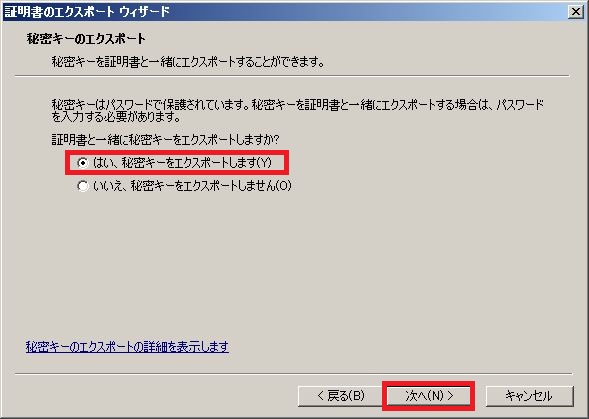 証明書のエクスポート ウィザード
秘密キーのエクスポート
秘密キーを証明書と一緒にエクスポートすることができます。
秘密キーはパスワードで保護されています。秘密キーを証明書と一緒にエクスポートする場合は、パスワード
を入力する必要があります。
証明書と一緒に秘密キーをエクスポートしますか?
はい、秘密キーをエクスポートします(Y)
いいえ、秘密キーをエクスポートしません(O)
秘密キーのエクスポートの詳細を表示します
< 戻る(B) 次へ(N) > キャンセル